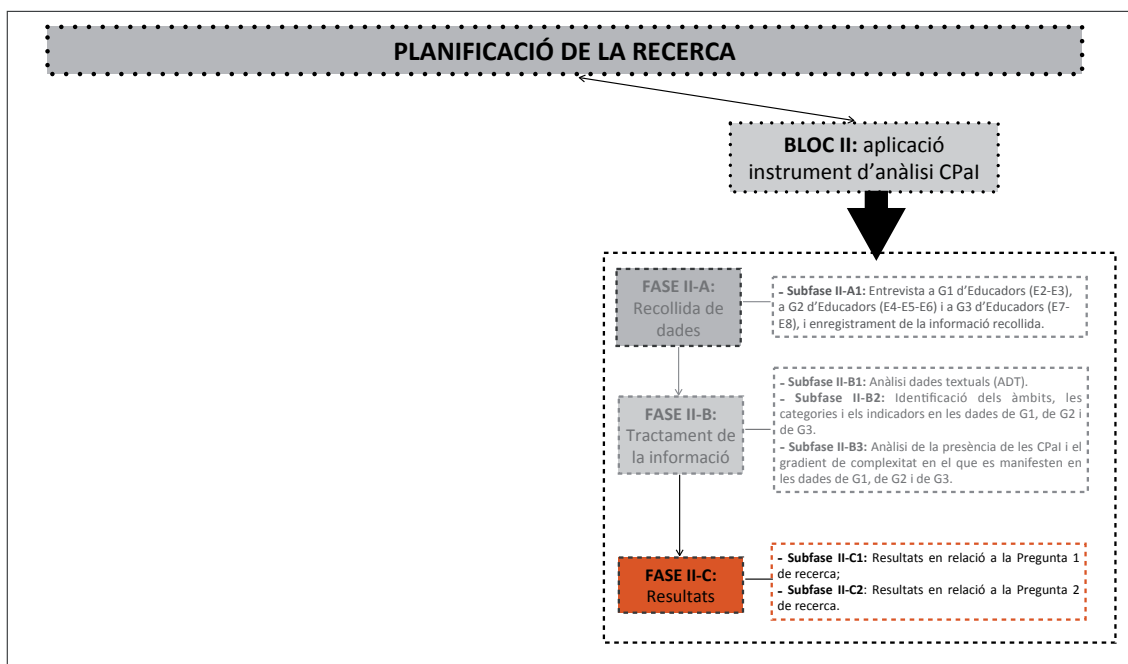 PLANIFICACIÓ DE LA RECERCA
BLOC II: aplicació
instrument d'anàlisi CPaI
FASE II-A:
Recollida de
dades
- Subfase II-A1: Entrevista a G1 d'Educadors (E2-E3),
a G2 d'Educadors (E4-E5-E6) i a G3 d'Educadors (E7-
E8), i enregistrament de la informació recollida.
FASE II-B:
Tractament de
la informació
- Subfase II-B1: Anàlisi dades textuals (ADT).
- Subfase II-B2: Identificació dels àmbits, les
categories i els indicadors en les dades de G1, de G2 i
de G3.
- Subfase II-B3: Anàlisi de la presència de les CPaI i el
gradient de complexitat en el que es manifesten en
les dades de G1, de G2 i de G3.
FASE II-C:
Resultats
- Subfase II-C1: Resultats en relació a la Pregunta 1
de recerca;
- Subfase II-C2: Resultats en relació a la Pregunta 2
de recerca.